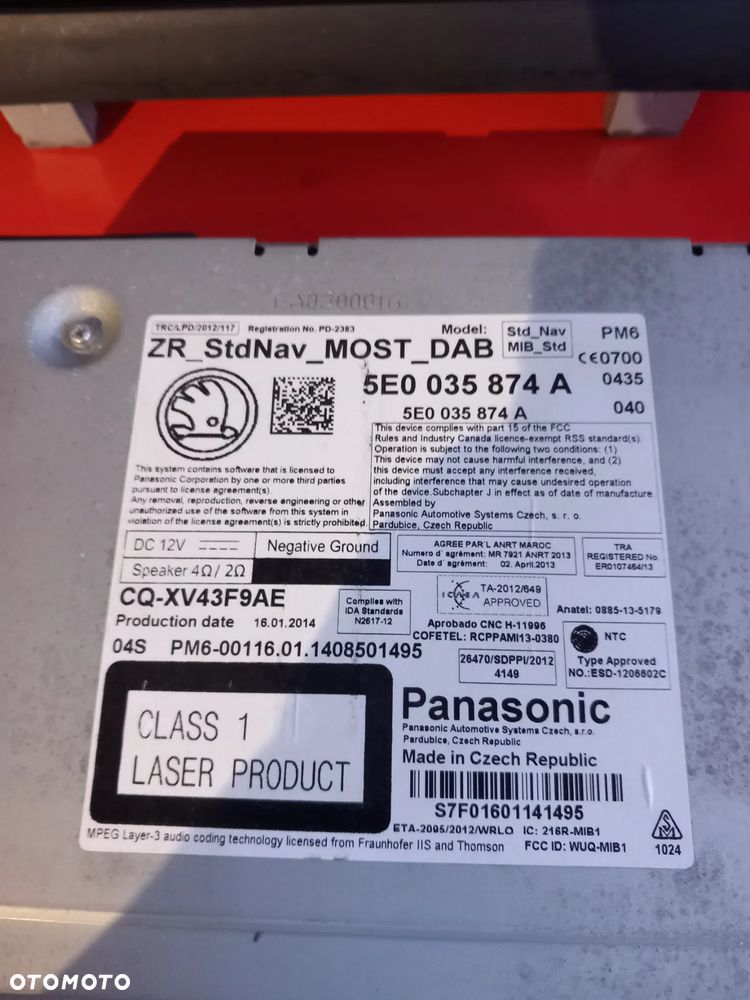 TRC/LPD/2012/117 Registration No. PD-2383 Model: Std_Nav PM6
ZR_StdNav_MOST_DAB MIB_Std CE0700
5E0 035 874 A 0435
5E0 035 874 A 040
This device complies with part 15 of the FCC
Rules and Industry Canada licence-exempt RSS standard(s).
Operation is subject to the following two conditions: (1)
This device may not cause harmful interference, and (2)
this device must accept any interference received,
including interference that may cause undesired operation
of the device.Subchapter J in effect as of date of manufacture
Assembled by
Panasonic Automotive Systems Czech, s. r. o.
Pardubice, Czech Republic
This system contains software that is licensed to
Panasonic Corporation by one or more third parties
pursuant to license agreement(s).
Any removal, reproduction, reverse engineering or other
unauthorized use of the software from this system in
violation of the license agreement(s) is strictly prohibited.
DC 12V Negative Ground
Speaker 4Ω/ 2Ω
AGREE PAR'L ANRT MAROC
Numero d´agrément: MR 7921 ANRT 2013
Date d´agrément: 02. April.2013
TRA
REGISTERED No.
ER0107464/13
CQ-XV43F9AE
Production date 16.01.2014
Complies with
IDA Standards
N2617-12
ICASA TA-2012/649
APPROVED
Anatel: 0885-13-5179
Aprobado CNC H-11996
COFETEL: RCPPAMI13-0380
NTC
Type Approved
NO.:ESD-1206602C
04S PM6-00116.01.1408501495
26470/SDPPI/2012
4149
CLASS 1
LASER PRODUCT
Panasonic
Panasonic Automotive Systems Czech, s.r.o.
Pardubice, Czech Republic
Made in Czech Republic
S7F01601141495
ETA-2095/2012/WRLO IC: 216R-MIB1
MPEG Layer-3 audio coding technology licensed from Fraunhofer IIS and Thomson FCC ID: WUQ-MIB1
1024
OTOMOTO